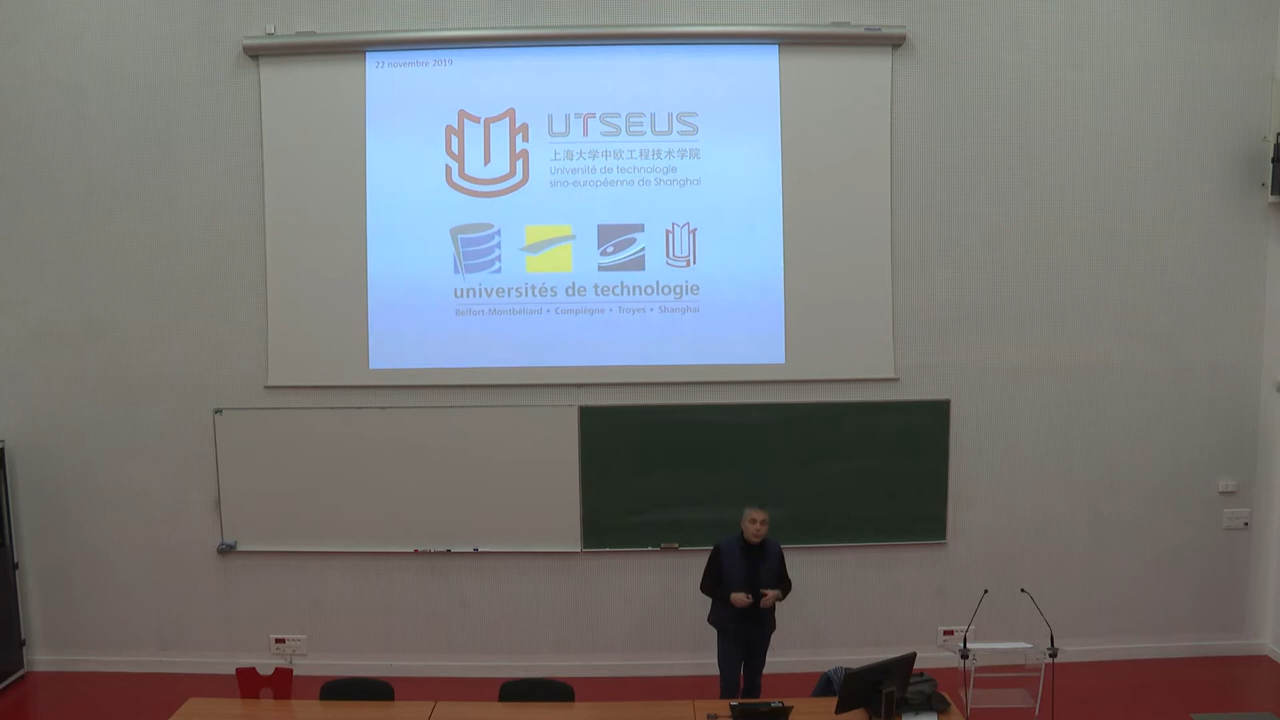 22 novembre 2019
UTSEUS
上海大学中欧工程技术学院
Université de technologie
sino-européenne de Shanghai
universités de technologie
Belfort-Montbéliard • Compiègne • Troyes • Shanghai